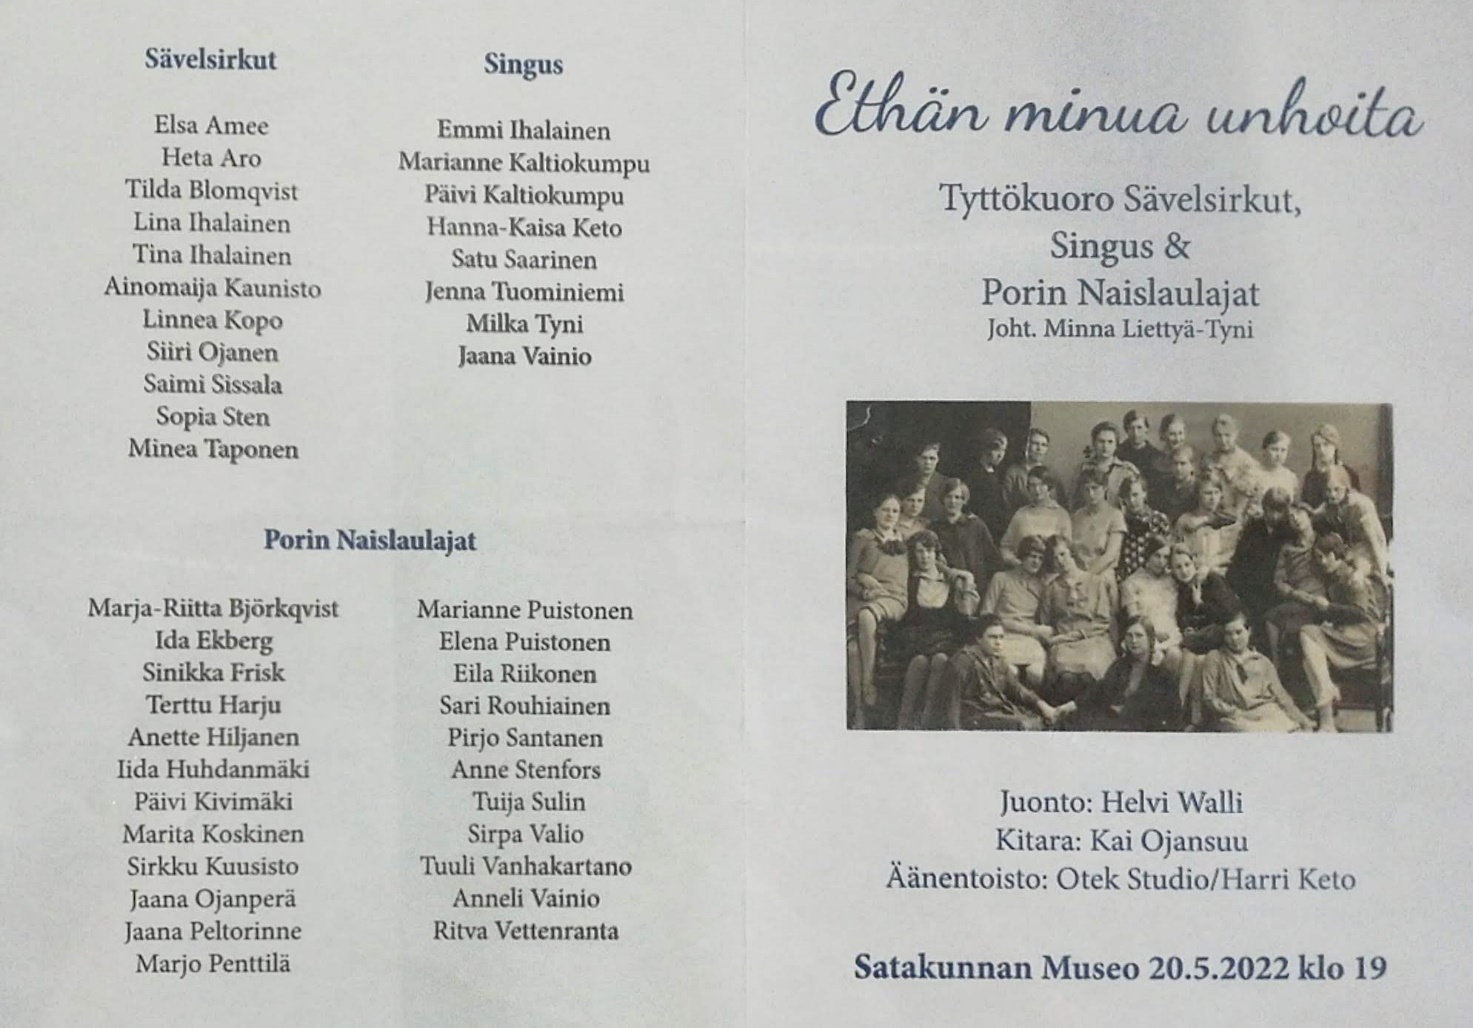 Sävelsirkut
Elsa Amee
Heta Aro
Tilda Blomqvist
Lina Ihalainen
Tina Ihalainen
Ainomaija Kaunisto
Linnea Kopo
Siiri Ojanen
Saimi Sissala
Sopia Sten
Minea Taponen
Singus
Emmi Ihalainen
Marianne Kaltiokumpu
Päivi Kaltiokumpu
Hanna-Kaisa Keto
Satu Saarinen
Jenna Tuominiemi
Milka Tyni
Jaana Vainio
Porin Naislaulajat
Marja-Riitta Björkqvist
Ida Ekberg
Sinikka Frisk
Terttu Harju
Anette Hiljanen
Iida Huhdanmäki
Päivi Kivimäki
Marita Koskinen
Sirkku Kuusisto
Jaana Ojanperä
Jaana Peltorinne
Marjo Penttilä
Marianne Puistonen
Elena Puistonen
Eila Riikonen
Sari Rouhiainen
Pirjo Santanen
Anne Stenfors
Tuija Sulin
Sirpa Valio
Tuuli Vanhakartano
Anneli Vainio
Ritva Vettenranta
Ethän minua unhoita
Tyttökuoro Sävelsirkut,
Singus &
Porin Naislaulajat
Joht. Minna Liettyä-Tyni
Juonto: Helvi Walli
Kitara: Kai Ojansuu
Äänentoisto: Otek Studio/Harri Keto
Satakunnan Museo 20.5.2022 klo 19